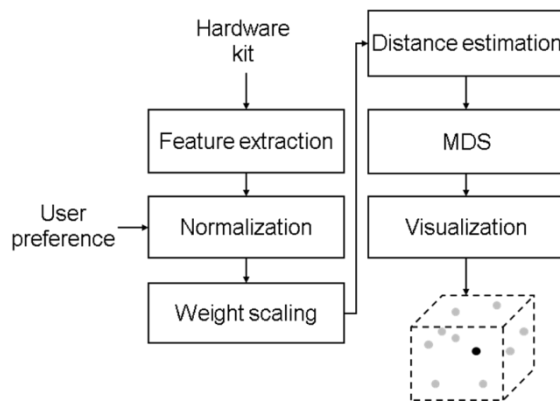 Hardware
kit
Feature extraction
User
preference
Normalization
Weight scaling
Distance estimation
MDS
Visualization